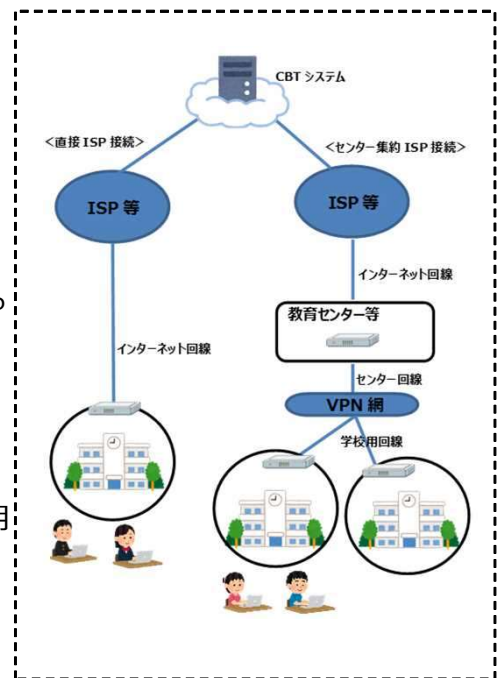 CBT システム
<直接 ISP 接続>
<センター集約 ISP 接続>
ISP 等
ISP 等
インターネット回線
教育センター等
インターネット回線
センター回線
VPN 網
学校用回線